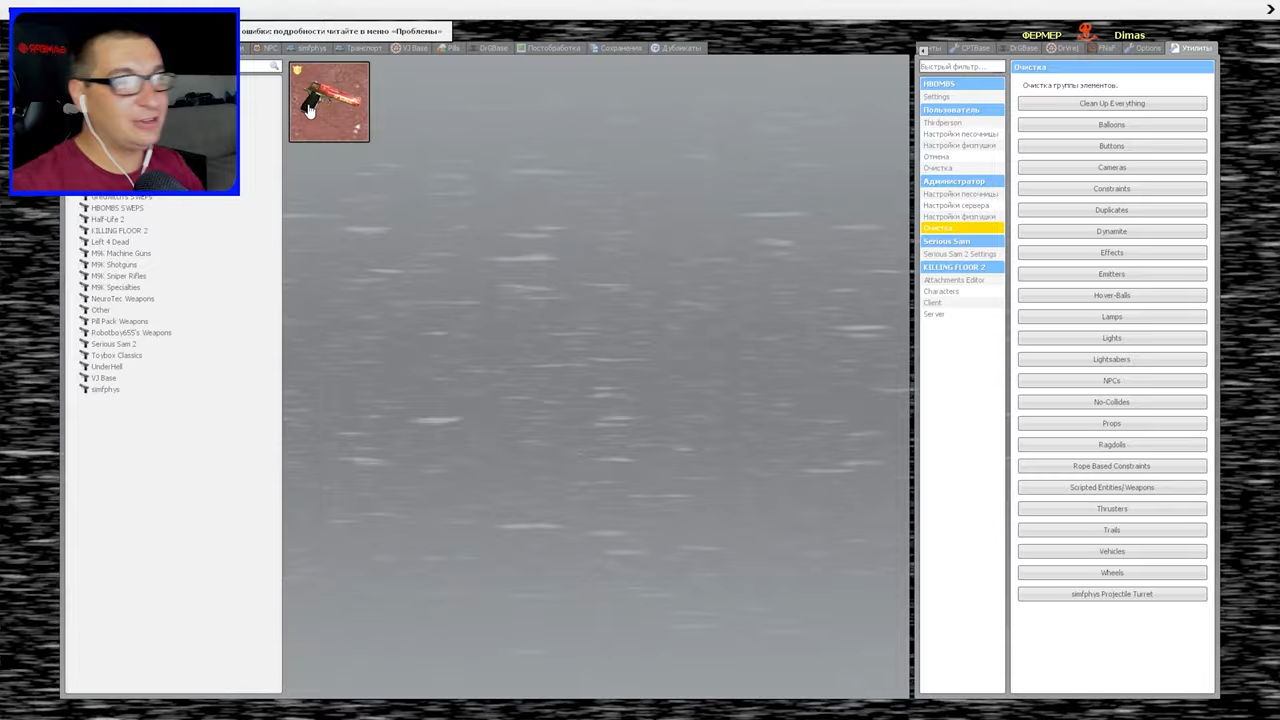 ошибки: подробности читайте в меню «Проблемы»
ФЕРМЕР
Dimas
NPC
simfphys
Транспорт
VJ Base
Pills
DrGBase
Постобработка
Сохранения
Дубликаты
CPTBase
DrGBase
FNaF
Options
Утилиты
HBOMBS SWEPS
Half-Life 2
KILLING FLOOR 2
Left 4 Dead
M9K Machine Guns
M9K Shotguns
M9K Sniper Rifles
M9K Specialties
NeuroTec Weapons
Other
Pill Pack Weapons
Robotboy655's Weapons
Serious Sam 2
Toybox Classics
UnderHell
VJ Base
simfphys
Быстрый фильтр...
HBOMBS
Settings
Пользователь
Thirdperson
Настройки песочницы
Настройки физпушки
Отмена
Очистка
Администратор
Настройки песочницы
Настройки сервера
Настройки физпушки
Очистка
Serious Sam
Serious Sam 2 Settings
KILLING FLOOR 2
Attachments Editor
Characters
Client
Server
Очистка
Очистка группы элементов.
Clean Up Everything
Balloons
Buttons
Cameras
Constraints
Duplicates
Dynamite
Effects
Emitters
Hover-Balls
Lamps
Lights
Lightsabers
NPCs
No-Collides
Props
Ragdolls
Rope Based Constraints
Scripted Entities/Weapons
Thrusters
Trails
Vehicles
Wheels
simfphys Projectile Turret